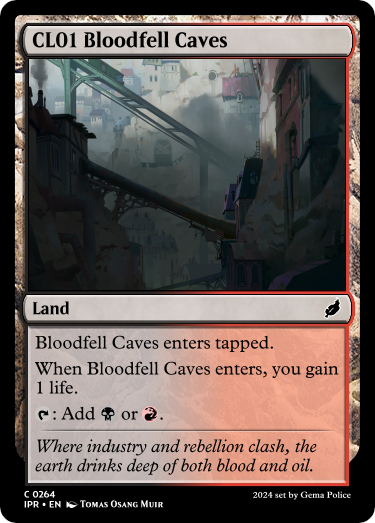 CL01 Bloodfell Caves
Land
Bloodfell Caves enters tapped.
When Bloodfell Caves enters, you gain
1 life.
: Add or .
Where industry and rebellion clash, the
earth drinks deep of both blood and oil.
C 0264
IPR • EN Tomas Osang Muir
2024 set by Gema Police